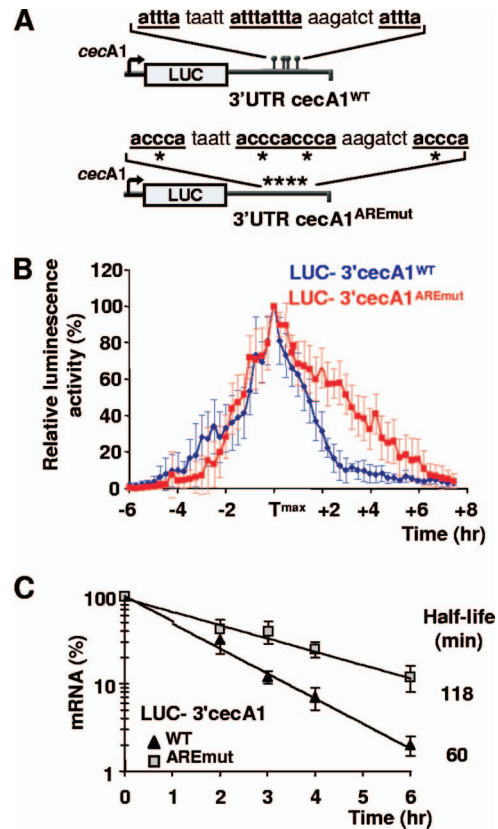 A
attta taatt atttattta aagatct attta
cecA1
LUC
3'UTR cecA1WT
accca taatt acccaccca aagatct accca
* * * *
cecA1
****
LUC
3'UTR cecA1AREmut
B
LUC- 3'cecA1WT
LUC- 3'cecA1AREmut
Relative luminescence activity (%)
120
100
80
60
40
20
0
-6 -4 -2 Tmax +2 +4 +6 +8
Time (hr)
C
mRNA (%)
100
10
1
LUC- 3'cecA1
WT
AREmut
0 1 2 3 4 5 6
Time (hr)
Half-life
(min)
118
60